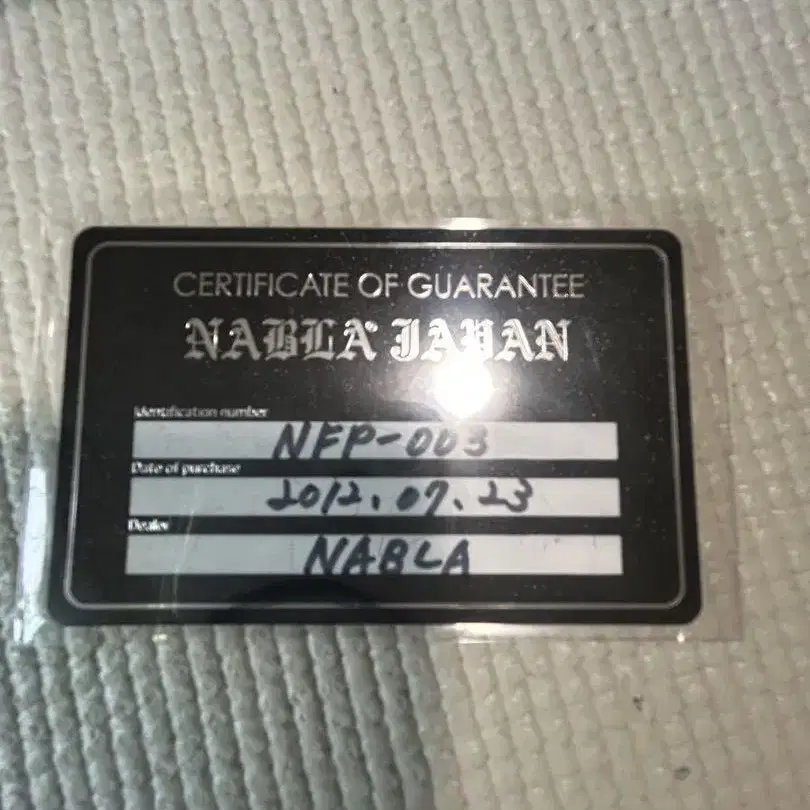 CERTIFICATE OF GUARANTEE
NABLA JAPAN
Identification number
NFP-003
Date of purchase
2012.07.23
Dealer
NABLA